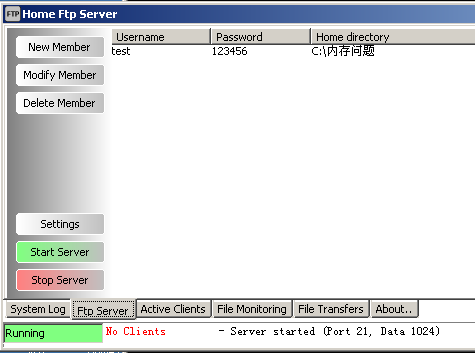 FTP Home Ftp Server
New Member
Modify Member
Delete Member
Settings
Start Server
Stop Server
Username Password Home directory
test 123456 C:\内存问题
System Log Ftp Server Active Clients File Monitoring File Transfers About..
Running No Clients - Server started (Port 21, Data 1024)